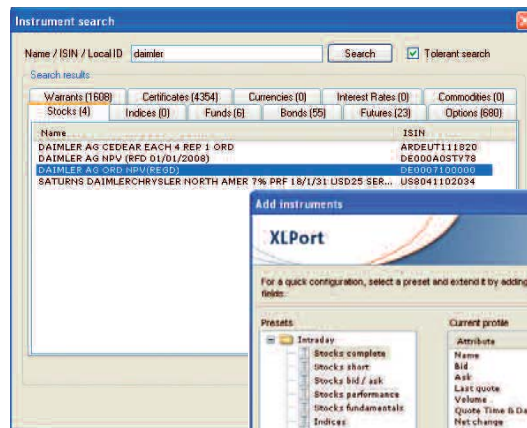 Instrument search
Name / ISIN / Local ID daimler Search Tolerant search
Search results
Warrants (1608) Certificates (4354) Currencies (0) Interest Rates (0) Commodities (0)
Stocks (4) Indices (0) Funds (6) Bonds (55) Futures (23) Options (680)
Name ISIN
DAIMLER AG CEDEAR EACH 4 REP 1 ORD ARDEUT111820
DAIMLER AG NPV (RFD 01/01/2008) DE000A0STY78
DAIMLER AG ORD NPV(REGD) DE0007100000
SATURNS DAIMLERCHRYSLER NORTH AMER 7% PRF 18/1/31 USD25 SER... US8041102034
Add instruments
XLPort
For a quick configuration, select a preset and extend it by adding
fields.
Presets Current profile
Intraday Attribute
Stocks complete Name
Stocks short Bid
Stocks bid / ask Ask
Stocks performance Last quote
Stocks fundamentals Volume
Indices Quote Time & Da
Net change